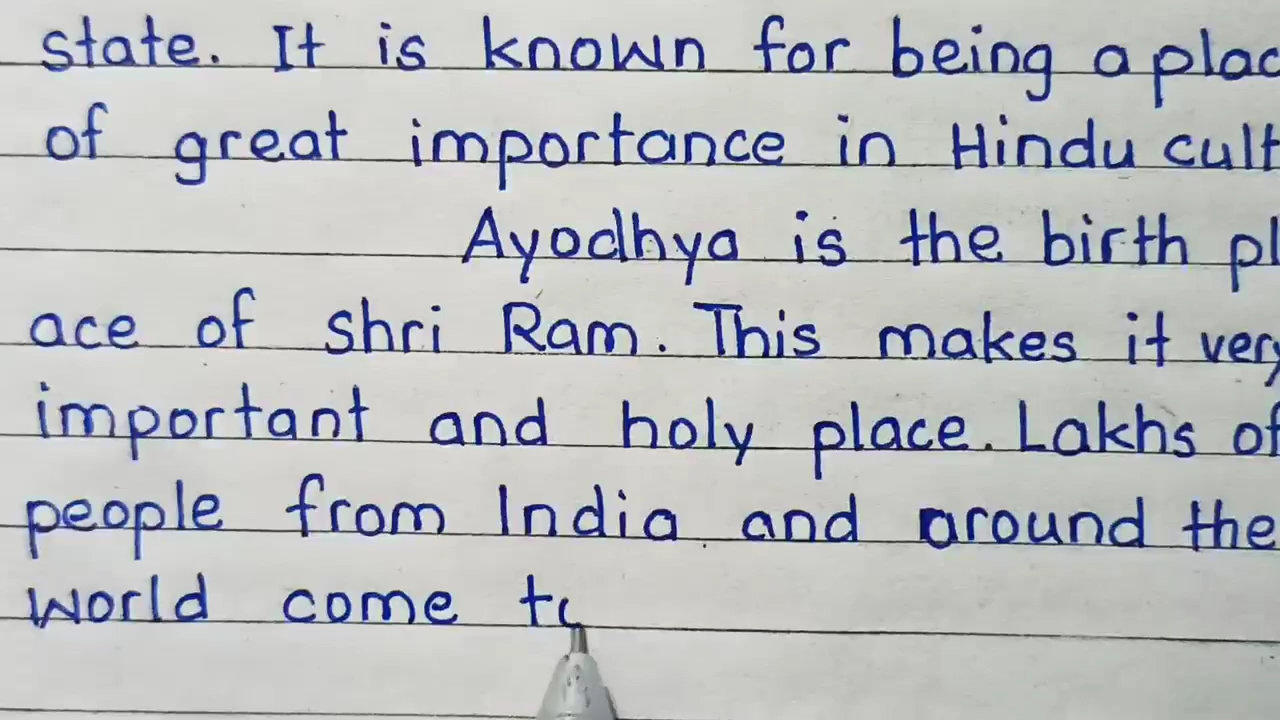 state. It is known for being a plac
of great importance in Hindu cult
Ayodhya is the birth pl
ace of shri Ram. This makes it very
important and holy place. Lakhs of
people from India and around the
world come to